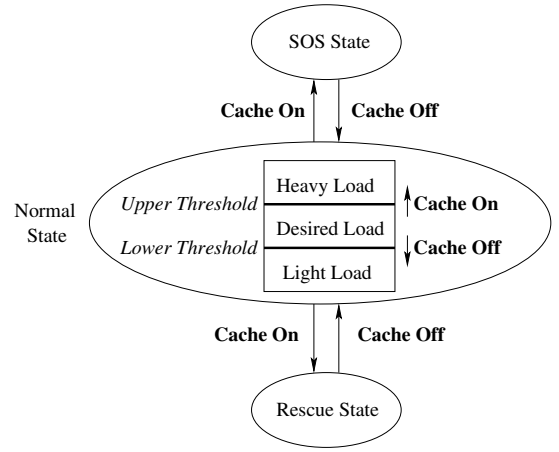 SOS State
Cache On
Cache Off
Normal
State
Upper Threshold
Lower Threshold
Heavy Load
Desired Load
Light Load
Cache On
Cache Off
Cache On
Cache Off
Rescue State